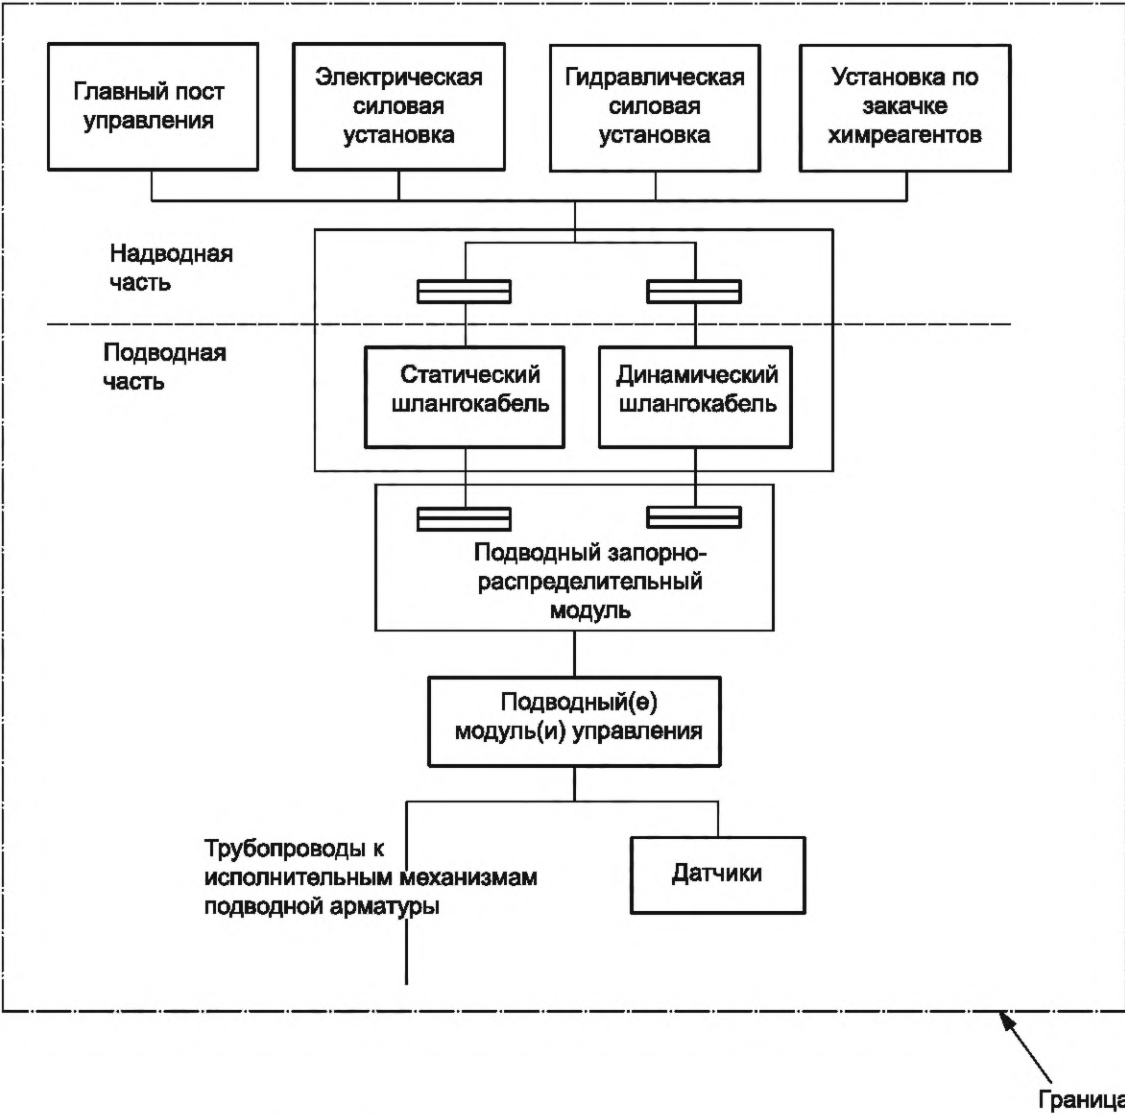 Главный пост
управления
Электрическая
силовая
установка
Гидравлическая
силовая
установка
Установка по
закачке
химреагентов
Надводная
часть
Подводная
часть
Статический
шлангокабель
Динамический
шлангокабель
Подводный запорно-
распределительный
модуль
Подводный(е)
модуль(и) управления
Трубопроводы к
исполнительным механизмам
подводной арматуры
Датчики
Граница